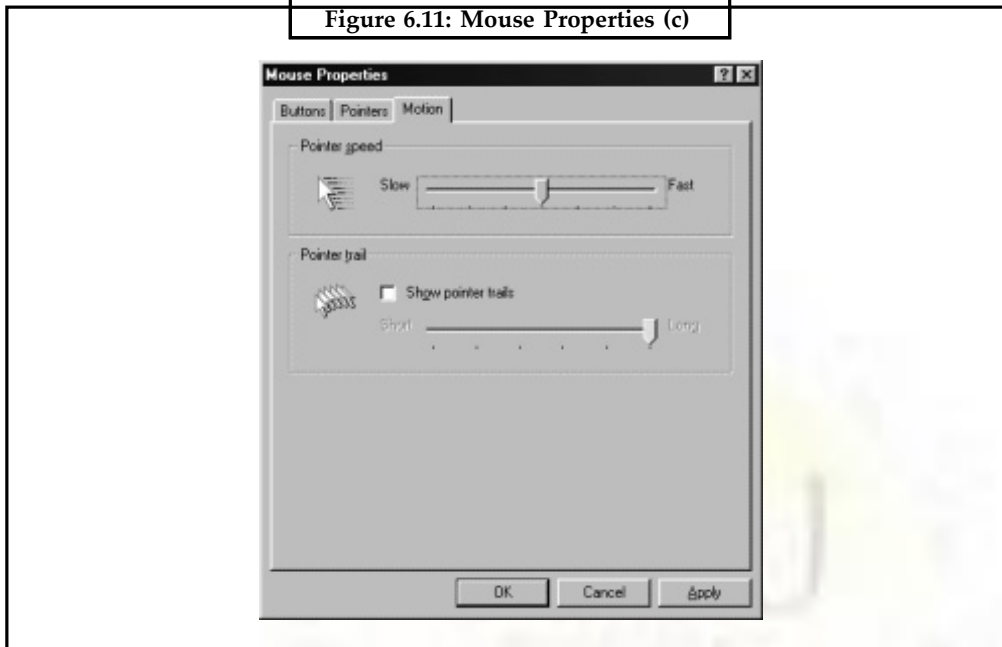 Figure 6.11: Mouse Properties (c)
Mouse Properties
Buttons Pointers Motion
Pointer speed
Slow Fast
Pointer trail
Show pointer trails
Short Long
OK Cancel Apply